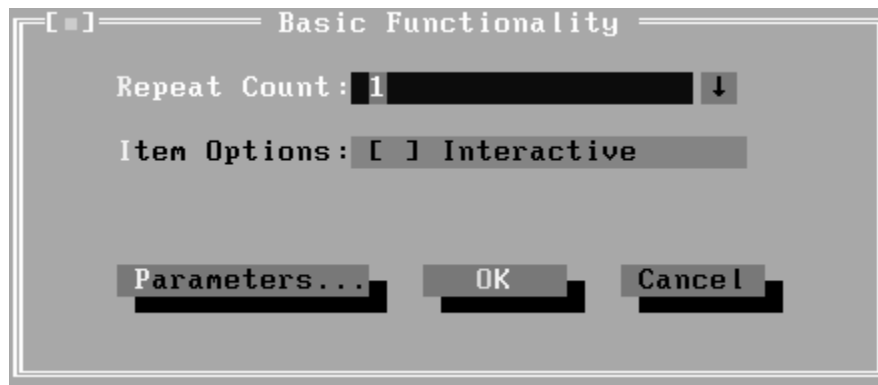 [■] Basic Functionality
Repeat Count: 1 ↓
Item Options: [ ] Interactive
Parameters... OK Cancel